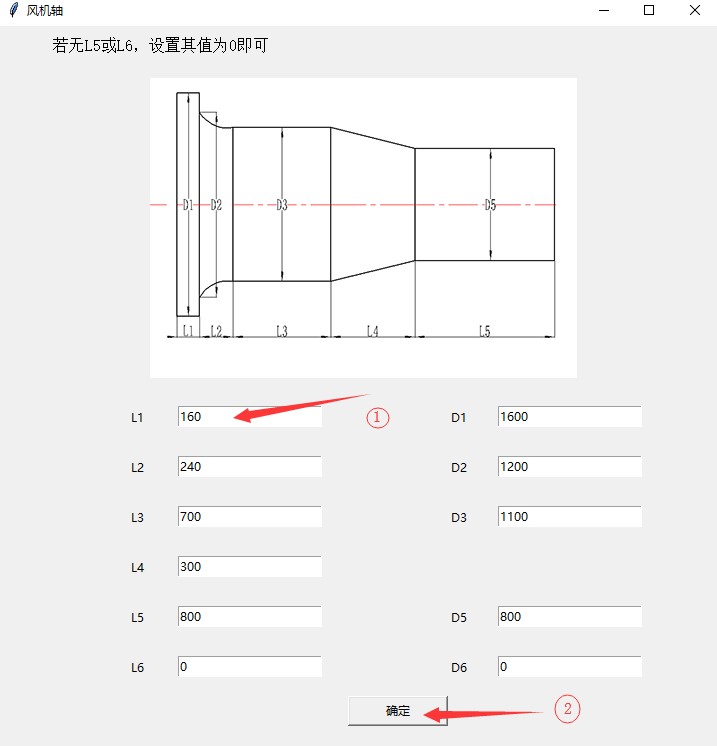 风机轴
若无L5或L6，设置其值为0即可
D1 D2 D3 D5
L1 L2 L3 L4 L5
L1 160 ① D1 1600
L2 240 D2 1200
L3 700 D3 1100
L4 300
L5 800 D5 800
L6 0 D6 0
确定 ②